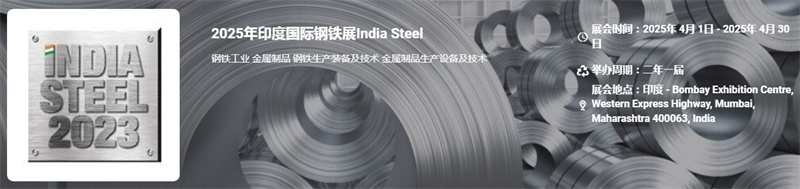 INDIA
STEEL
2023
2025年印度国际钢铁展India Steel
钢铁工业 金属制品 钢铁生产装备及技术 金属制品生产设备及技术
展会时间：2025年 4月 1日 - 2025年 4月 30
日
举办周期：二年一届
展会地点：印度 - Bombay Exhibition Centre,
Western Express Highway, Mumbai,
Maharashtra 400063, India